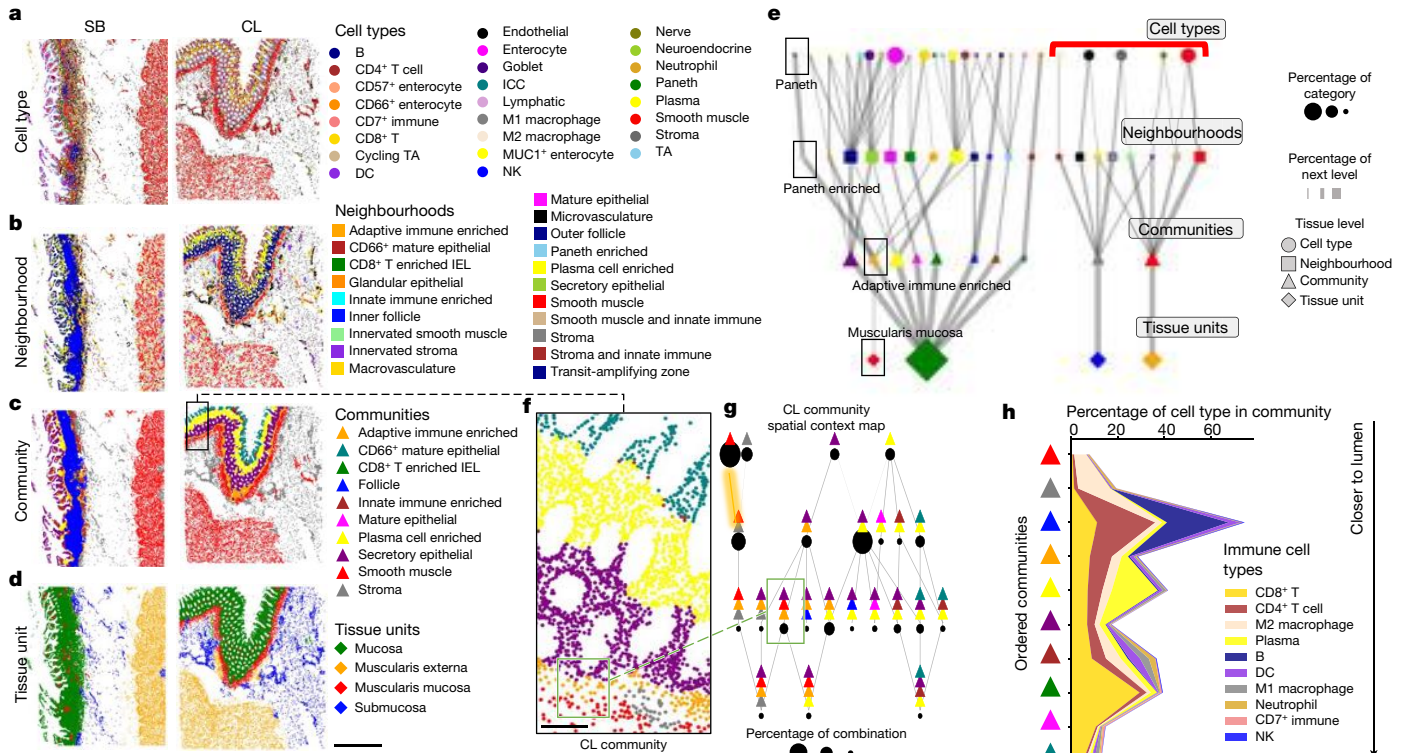 a
SB
CL
Cell type
Cell types
B
CD4⁺ T cell
CD57⁺ enterocyte
CD66⁺ enterocyte
CD7⁺ immune
CD8⁺ T
Cycling TA
DC
Endothelial
Enterocyte
Goblet
ICC
Lymphatic
M1 macrophage
M2 macrophage
MUC1⁺ enterocyte
NK
Nerve
Neuroendocrine
Neutrophil
Paneth
Plasma
Smooth muscle
Stroma
TA
b
Neighbourhood
Neighbourhoods
Adaptive immune enriched
CD66⁺ mature epithelial
CD8⁺ T enriched IEL
Glandular epithelial
Innate immune enriched
Inner follicle
Innervated smooth muscle
Innervated stroma
Macrovasculature
Mature epithelial
Microvasculature
Outer follicle
Paneth enriched
Plasma cell enriched
Secretory epithelial
Smooth muscle
Smooth muscle and innate immune
Stroma
Stroma and innate immune
Transit-amplifying zone
c
Community
Communities
Adaptive immune enriched
CD66⁺ mature epithelial
CD8⁺ T enriched IEL
Follicle
Innate immune enriched
Mature epithelial
Plasma cell enriched
Secretory epithelial
Smooth muscle
Stroma
d
Tissue unit
Tissue units
Mucosa
Muscularis externa
Muscularis mucosa
Submucosa
e
Cell types
Paneth
Neighbourhoods
Paneth enriched
Communities
Adaptive immune enriched
Muscularis mucosa
Tissue units
Percentage of
category
Percentage of
next level
Tissue level
Cell type
Neighbourhood
Community
Tissue unit
f
CL community
g
CL community
spatial context map
Percentage of combination
h
Percentage of cell type in community
0
20
40
60
Ordered communities
Closer to lumen
Immune cell
types
CD8⁺ T
CD4⁺ T cell
M2 macrophage
Plasma
B
DC
M1 macrophage
Neutrophil
CD7⁺ immune
NK